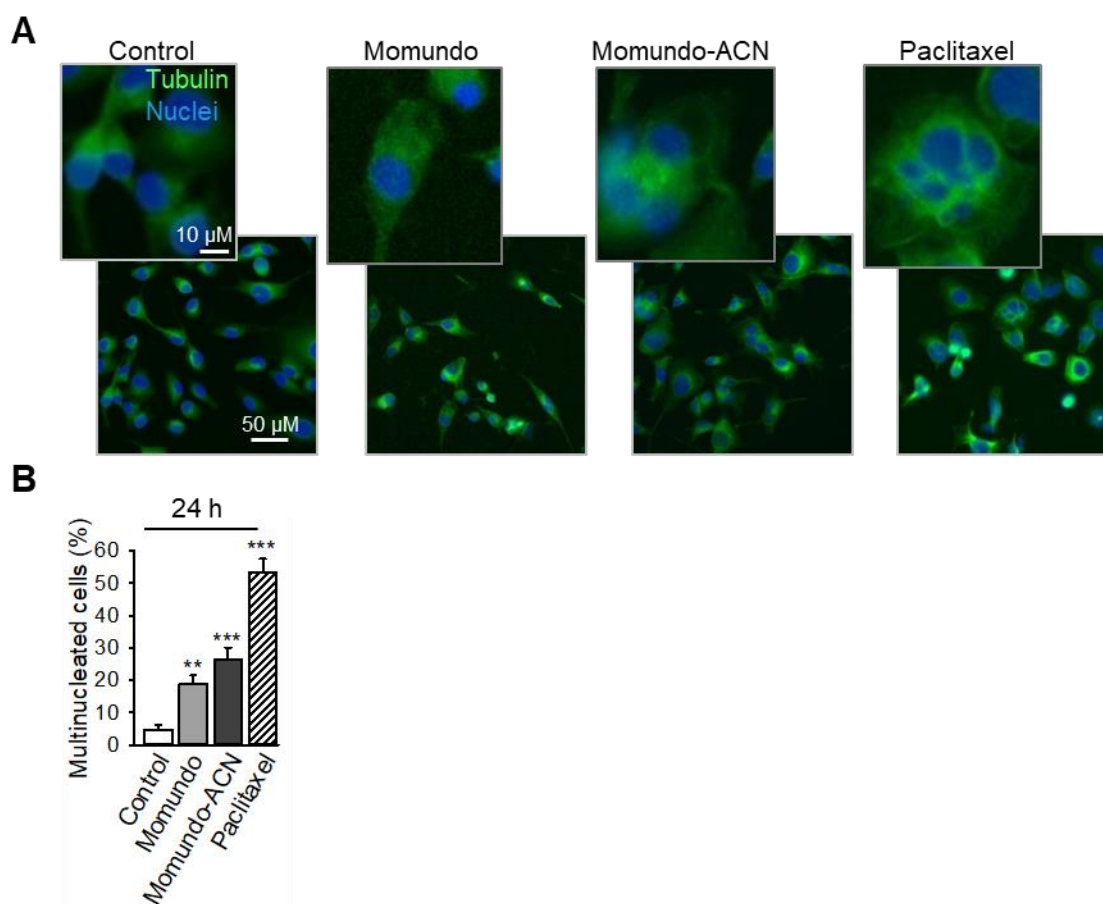 A
Control
Momundo
Momundo-ACN
Paclitaxel
Tubulin
Nuclei
10 µM
50 µM
B
24 h
Multinucleated cells (%)
60
50
40
30
20
10
0
**
***
***
Control
Momundo
Momundo-ACN
Paclitaxel